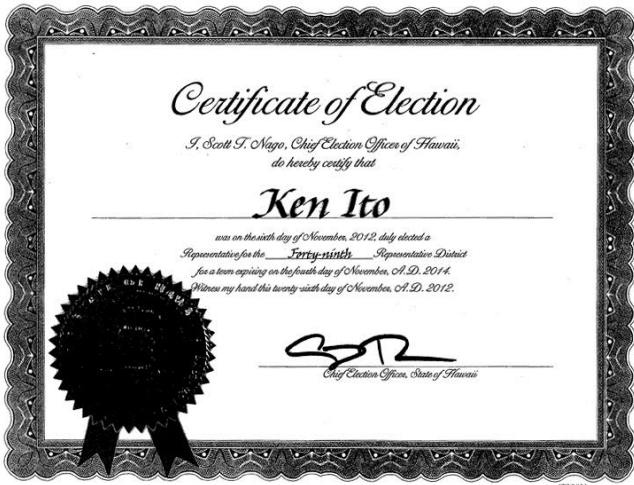 Certificate of Election
I, Scott T. Nago, Chief Election Officer of Hawaii,
do hereby certify that
Ken Ito
was on the sixth day of November, 2012, duly elected a
Representative for the Forty-ninth Representative District
for a term expiring on the fourth day of November, A.D. 2014.
Witness my hand this twenty-sixth day of November, A.D. 2012.
Chief Election Officer, State of Hawaii